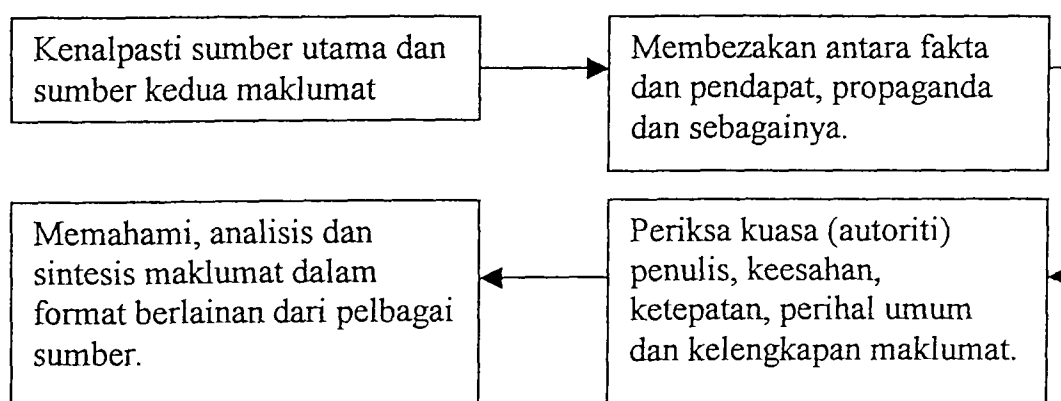 Kenalpasti sumber utama dan
sumber kedua maklumat
Membezakan antara fakta
dan pendapat, propaganda
dan sebagainya.
Periksa kuasa (autoriti)
penulis, keesahan,
ketepatan, perihal umum
dan kelengkapan maklumat.
Memahami, analisis dan
sintesis maklumat dalam
format berlainan dari pelbagai
sumber.